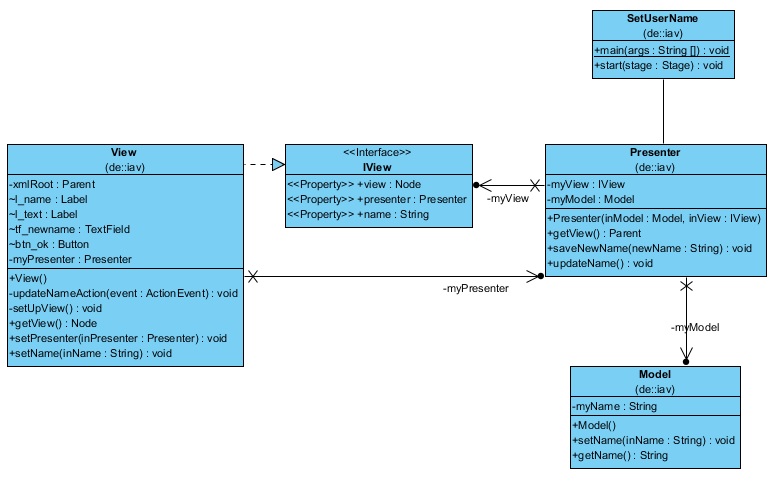 SetUserName
(de::iav)
+main(args : String []) : void
+start(stage : Stage) : void
View
(de::iav)
-xmlRoot : Parent
~l_name : Label
~l_text : Label
~tf_newname : TextField
~btn_ok : Button
-myPresenter : Presenter
+View()
-updateNameAction(event : ActionEvent) : void
-setUpView() : void
+getView() : Node
+setPresenter(inPresenter : Presenter) : void
+setName(inName : String) : void
<<Interface>>
IView
<<Property>> +view : Node
<<Property>> +presenter : Presenter
<<Property>> +name : String
-myView
Presenter
(de::iav)
-myView : IView
-myModel : Model
+Presenter(inModel : Model, inView : IView)
+getView() : Parent
+saveNewName(newName : String) : void
+updateName() : void
-myPresenter
-myModel
Model
(de::iav)
-myName : String
+Model()
+setName(inName : String) : void
+getName() : String